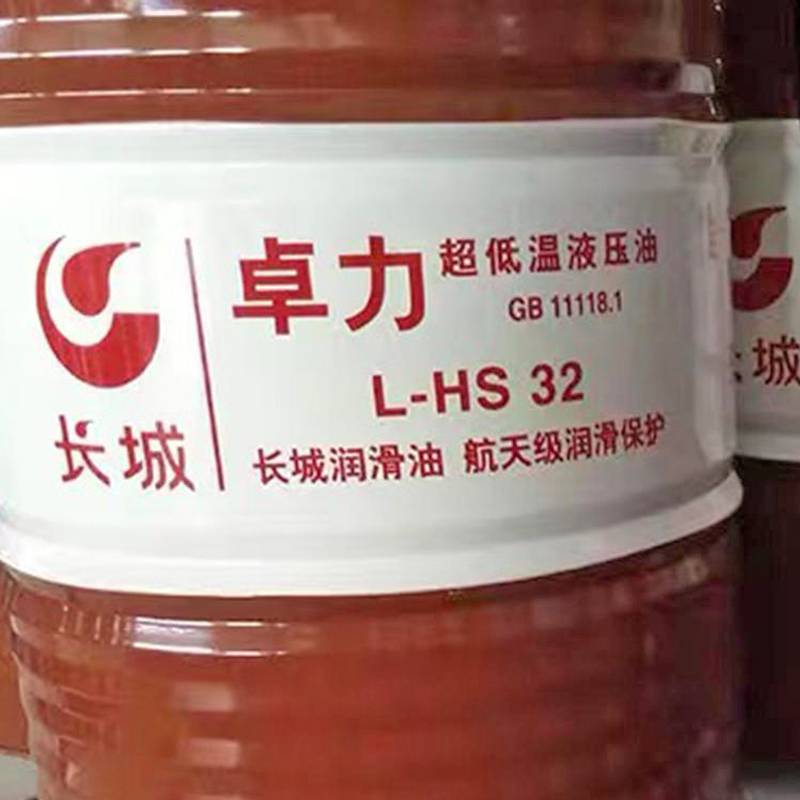 长城
卓力
超低温液压油
GB 11118.1
L-HS 32
长城润滑油 航天级润滑保护
城